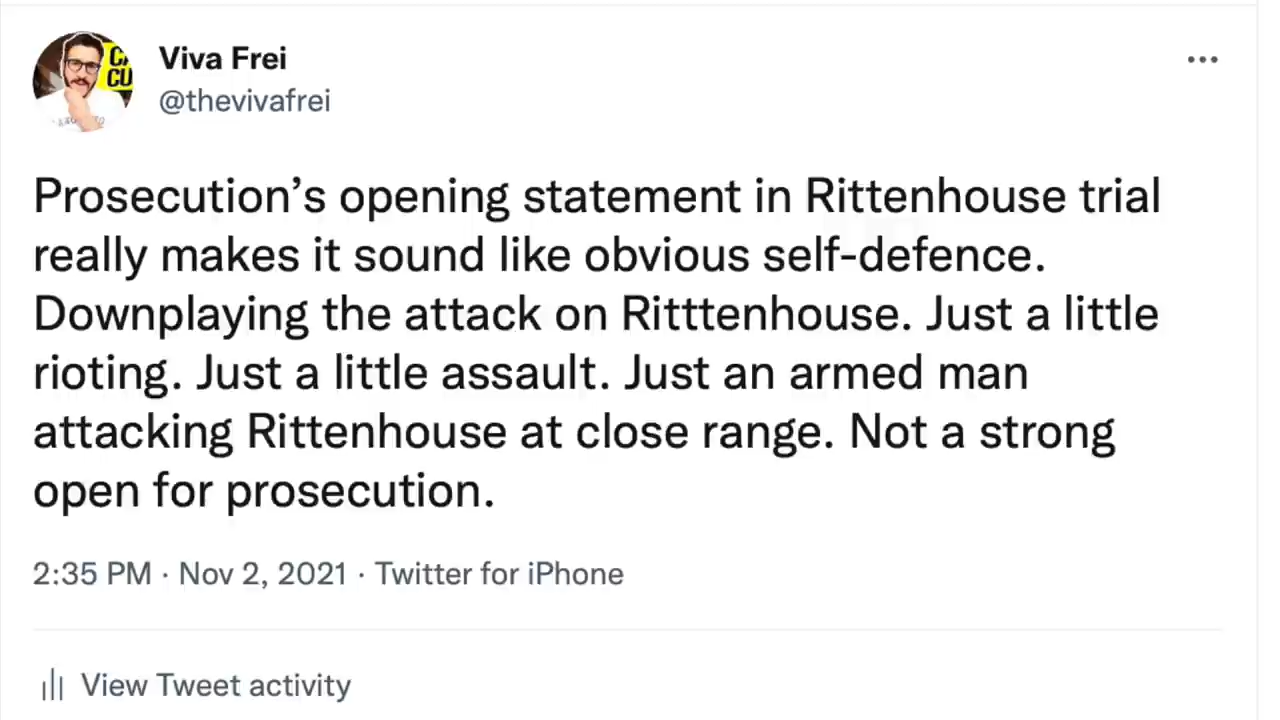 Viva Frei
@thevivafrei
Prosecution’s opening statement in Rittenhouse trial
really makes it sound like obvious self-defence.
Downplaying the attack on Ritttenhouse. Just a little
rioting. Just a little assault. Just an armed man
attacking Rittenhouse at close range. Not a strong
open for prosecution.
2:35 PM · Nov 2, 2021 · Twitter for iPhone
View Tweet activity